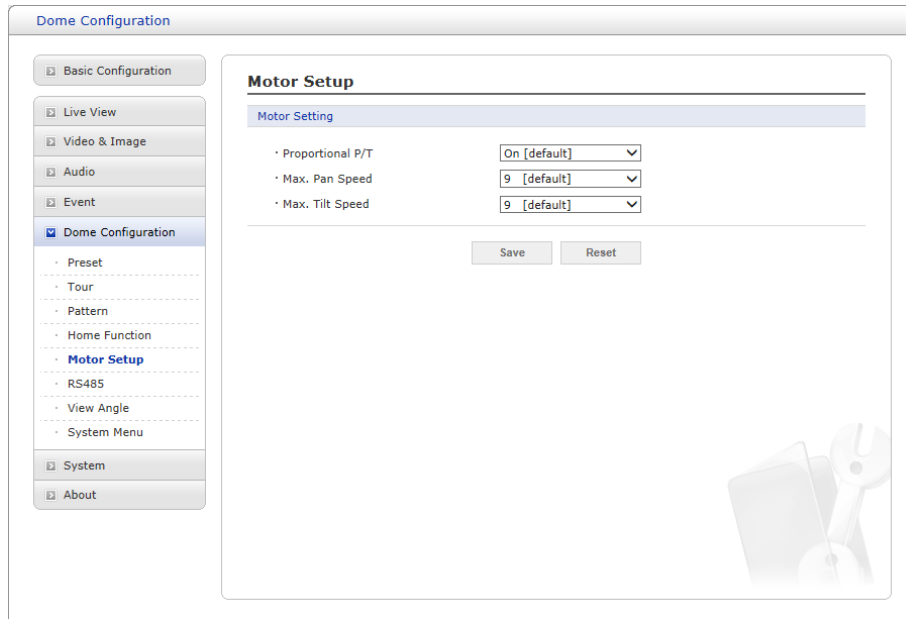 Dome Configuration
Basic Configuration
Live View
Video & Image
Audio
Event
Dome Configuration
· Preset
· Tour
· Pattern
· Home Function
· Motor Setup
· RS485
· View Angle
· System Menu
System
About
Motor Setup
Motor Setting
· Proportional P/T On [default]
· Max. Pan Speed 9 [default]
· Max. Tilt Speed 9 [default]
Save Reset